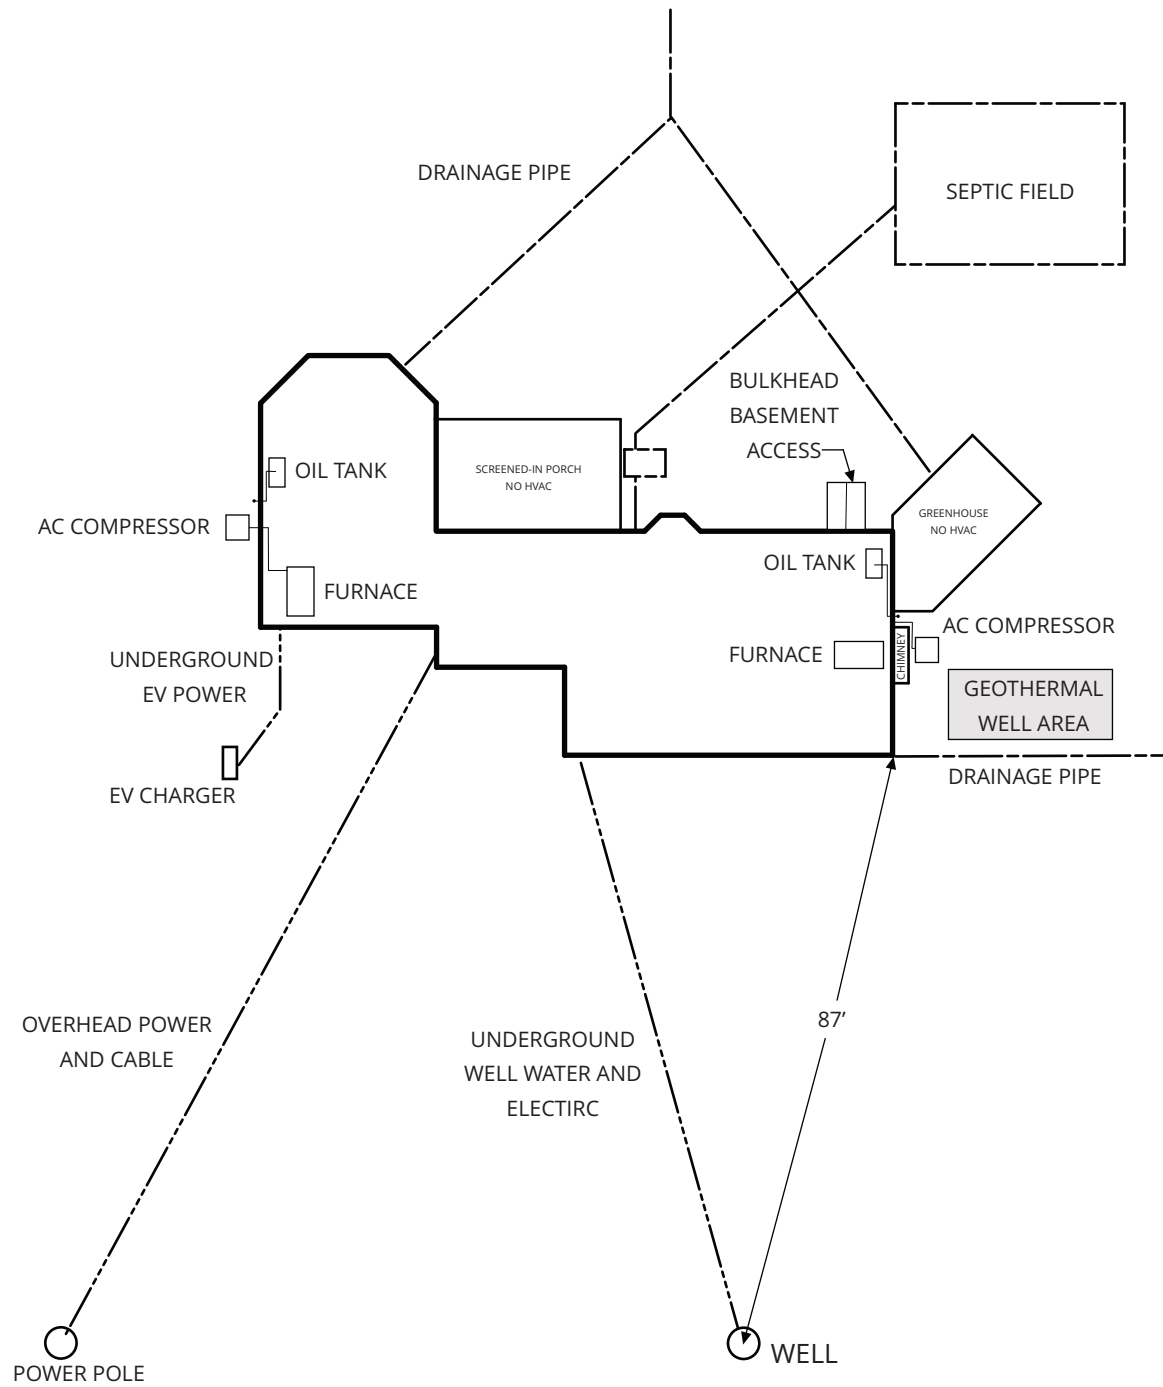 DRAINAGE PIPE
SEPTIC FIELD
BULKHEAD
BASEMENT
ACCESS
OIL TANK
SCREENED-IN PORCH
NO HVAC
GREENHOUSE
NO HVAC
AC COMPRESSOR
OIL TANK
FURNACE
AC COMPRESSOR
UNDERGROUND
EV POWER
FURNACE
CHIMNEY
GEOTHERMAL
WELL AREA
EV CHARGER
DRAINAGE PIPE
OVERHEAD POWER
AND CABLE
UNDERGROUND
WELL WATER AND
ELECTIRC
87’
POWER POLE
WELL